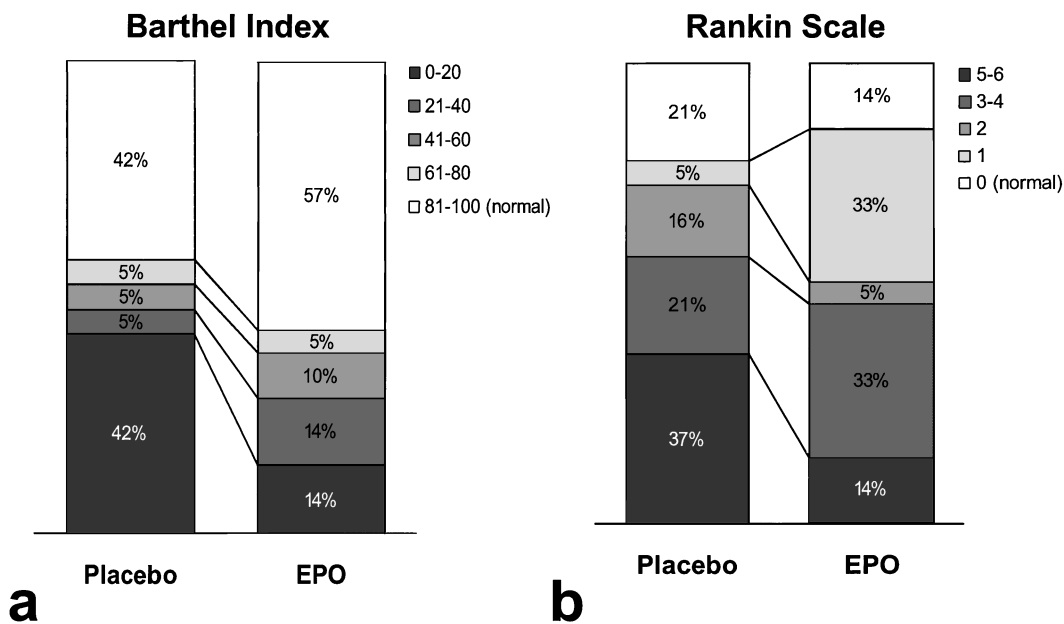 Barthel Index
42%
5%
5%
5%
42%
Placebo
57%
5%
10%
14%
14%
EPO
0-20
21-40
41-60
61-80
81-100 (normal)
a
Rankin Scale
21%
5%
16%
21%
37%
Placebo
14%
33%
5%
33%
14%
EPO
5-6
3-4
2
1
0 (normal)
b